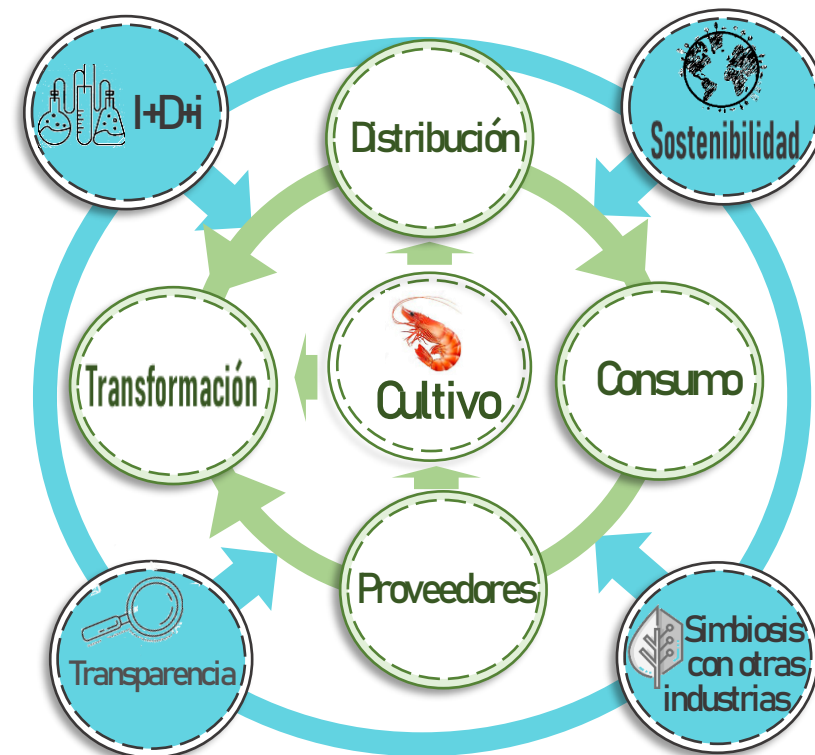 I+D+i
Distribución
Sostenibilidad
Transformación
Cultivo
Consumo
Proveedores
Transparencia
Simbiosis
con otras
industrias